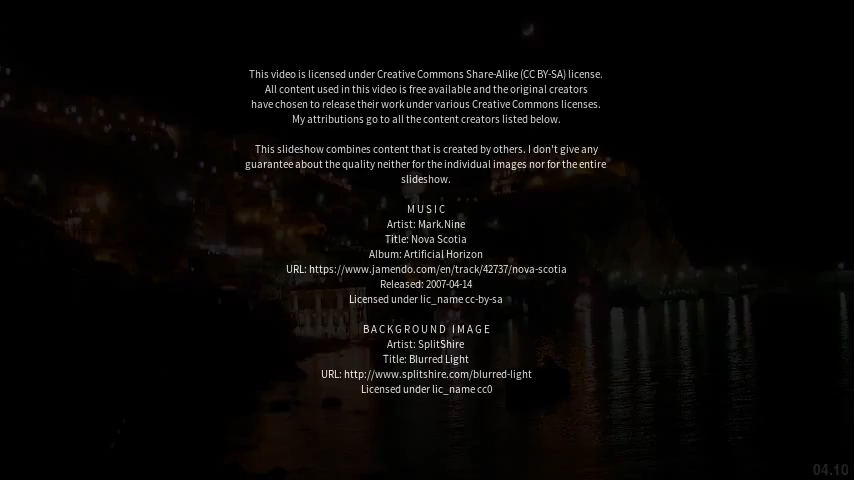 This video is licensed under Creative Commons Share-Alike (CC BY-SA) license.
All content used in this video is free available and the original creators
have chosen to release their work under various Creative Commons licenses.
My attributions go to all the content creators listed below.
This slideshow combines content that is created by others. I don't give any
guarantee about the quality neither for the individual images nor for the entire
slideshow.
MUSIC
Artist: Mark.Nine
Title: Nova Scotia
Album: Artificial Horizon
URL: https://www.jamendo.com/en/track/42737/nova-scotia
Released: 2007-04-14
Licensed under lic_name cc-by-sa
BACKGROUND IMAGE
Artist: SplitShire
Title: Blurred Light
URL: http://www.splitshire.com/blurred-light
Licensed under lic_name cc0
04.10